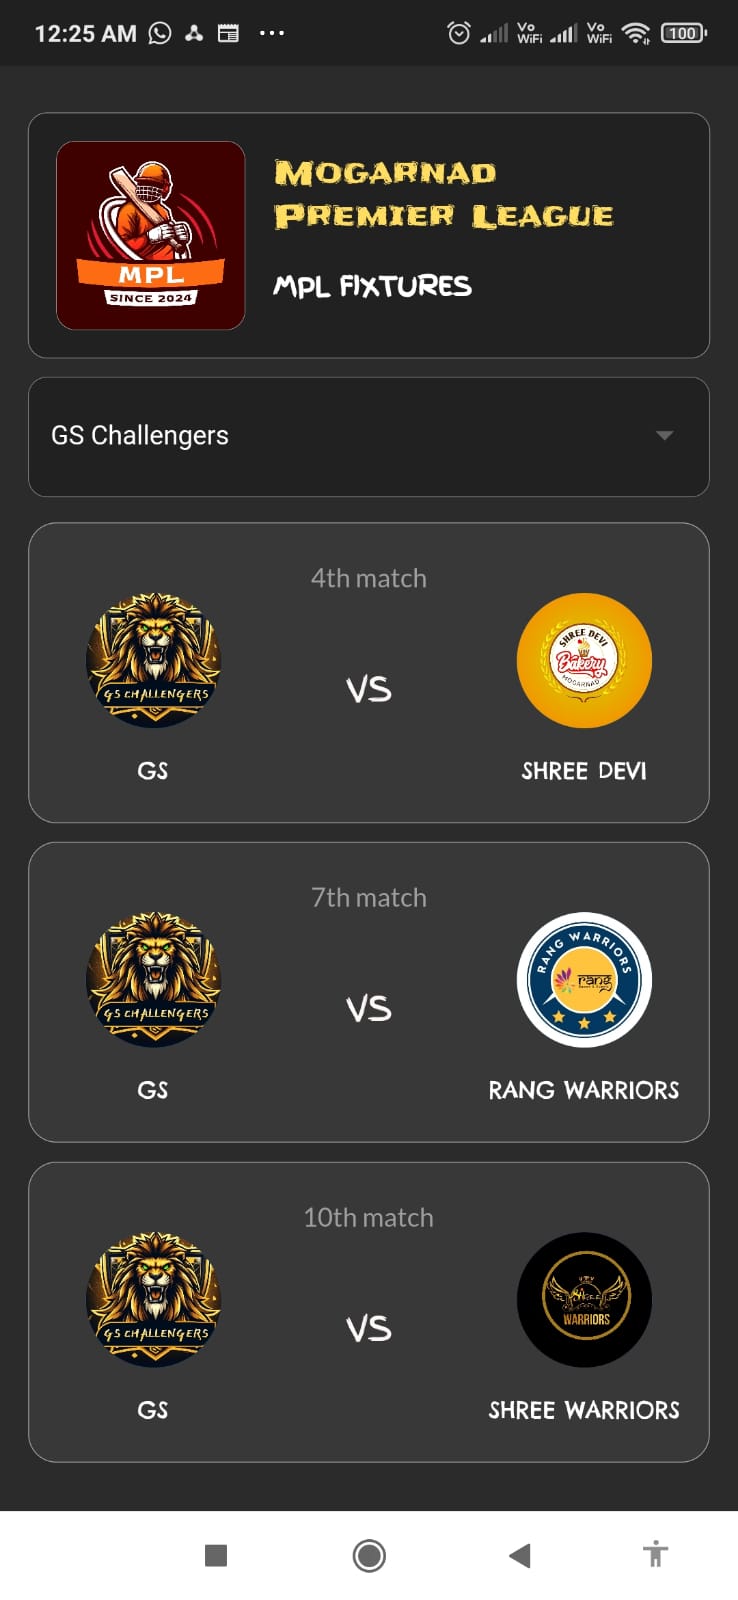 12:25 AM
Vo
WiFi
Vo
WiFi
100
MOGARNAD
PREMIER LEAGUE
MPL FIXTURES
MPL
SINCE 2024
GS Challengers
4th match
GS CHALLENGERS
SHREE DEVI
Bakery
MOGARNAD
VS
GS
SHREE DEVI
7th match
GS CHALLENGERS
RANG WARRIORS
rang
VS
GS
RANG WARRIORS
10th match
GS CHALLENGERS
WARRIORS
VS
GS
SHREE WARRIORS